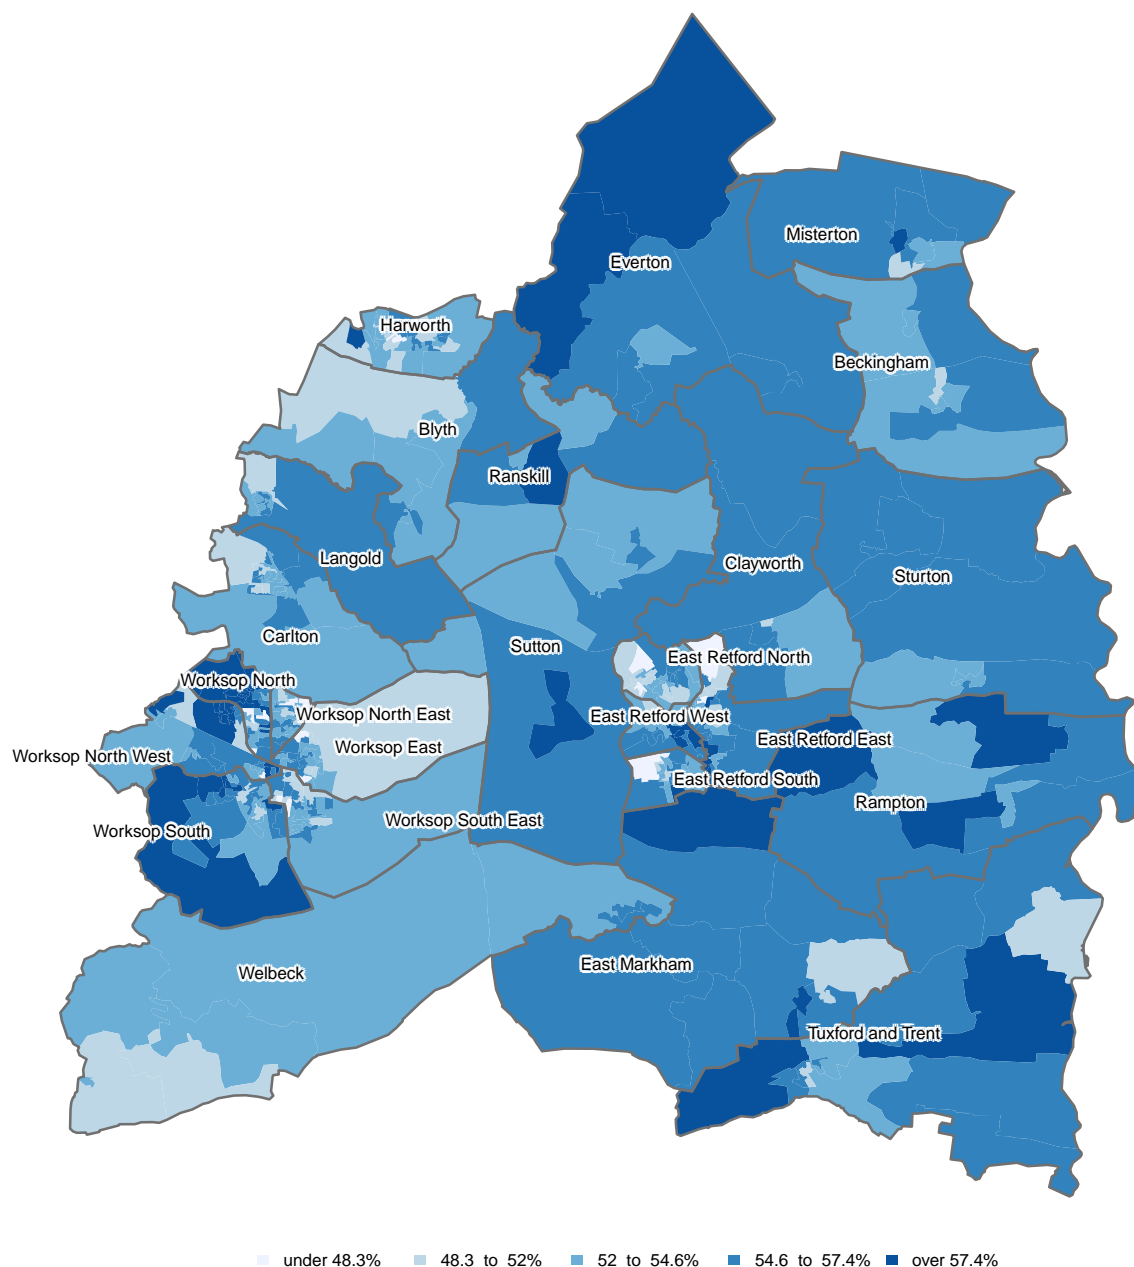 Misterton
Everton
Harworth
Beckingham
Blyth
Ranskill
Langold
Clayworth
Sturton
Carlton
Sutton
East Retford North
Worksop North
Worksop North East
East Retford West
East Retford East
Worksop East
Worksop North West
East Retford South
Rampton
Worksop South East
Worksop South
East Markham
Welbeck
Tuxford and Trent
under 48.3% 48.3 to 52% 52 to 54.6% 54.6 to 57.4% over 57.4%